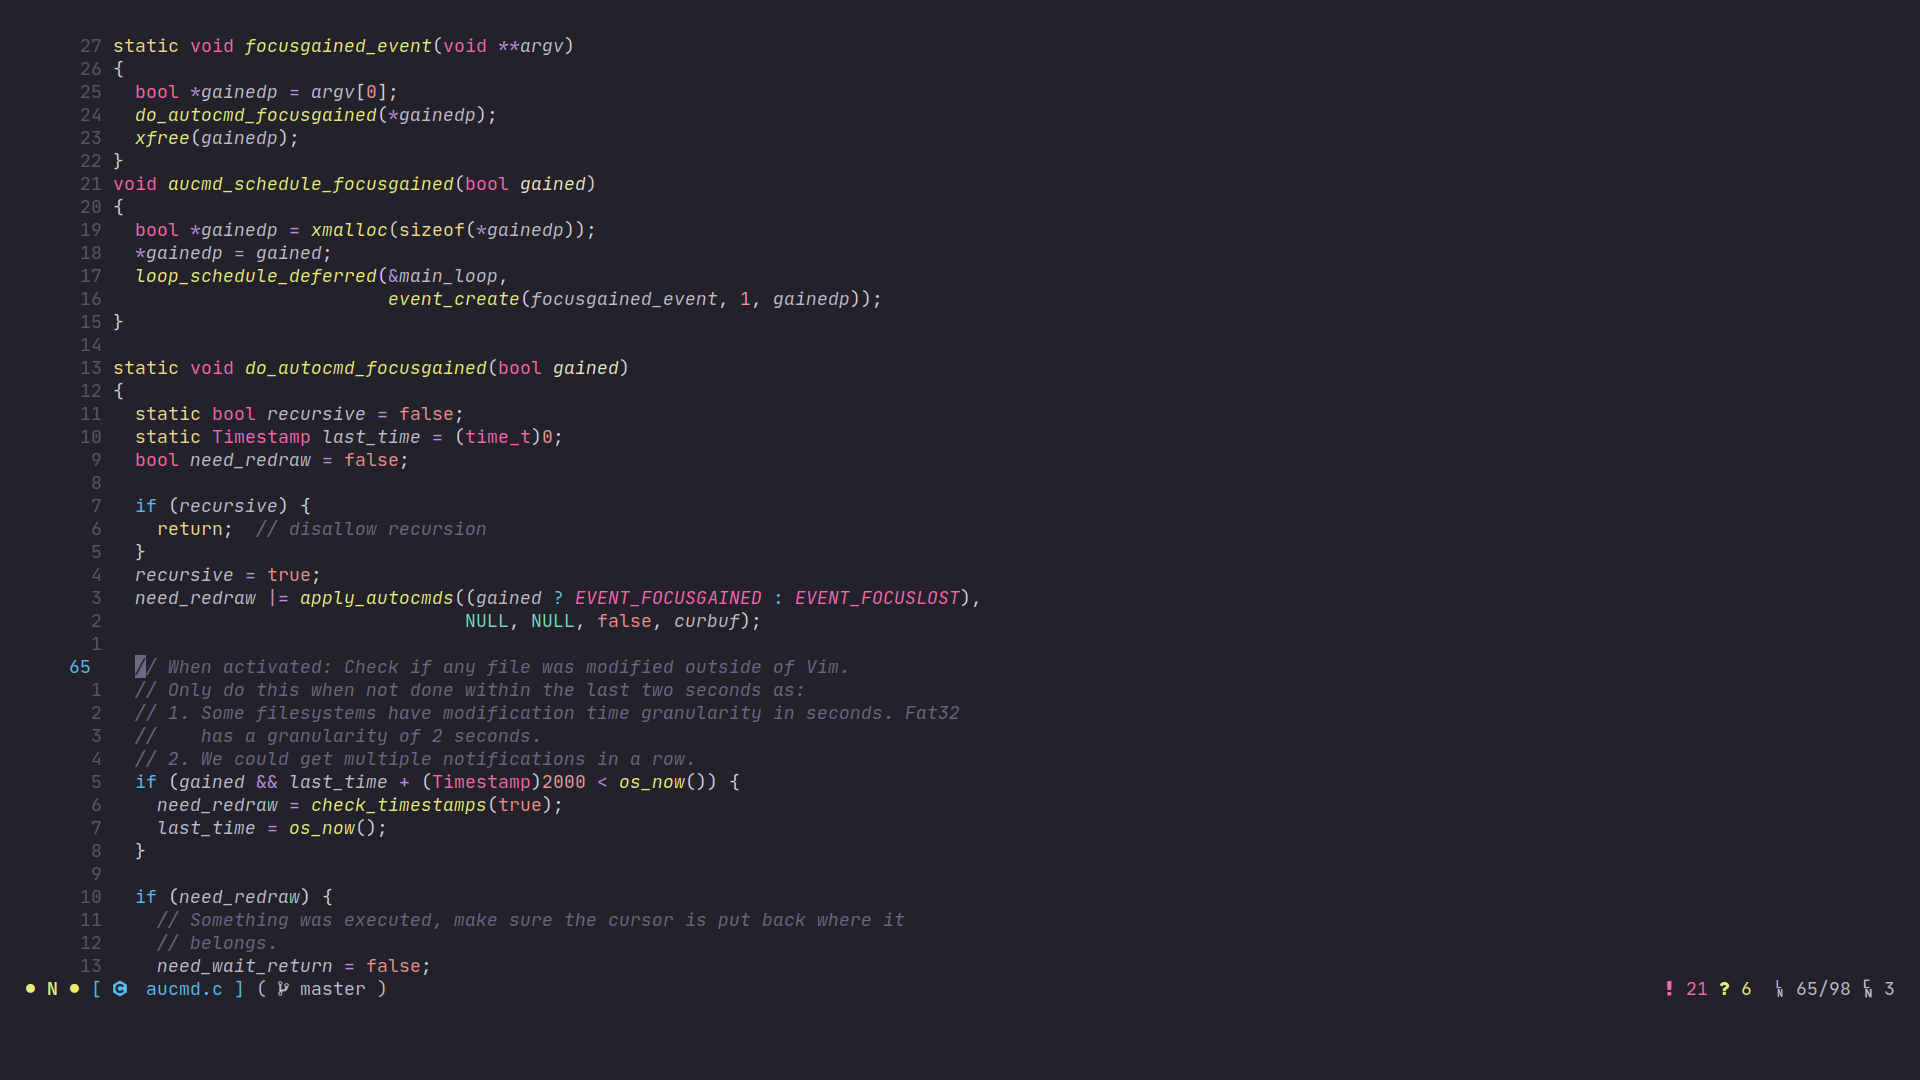 27 static void focusgained_event(void **argv)
26 {
25   bool *gainedp = argv[0];
24   do_autocmd_focusgained(*gainedp);
23   xfree(gainedp);
22 }
21 void aucmd_schedule_focusgained(bool gained)
20 {
19   bool *gainedp = xmalloc(sizeof(*gainedp));
18   *gainedp = gained;
17   loop_schedule_deferred(&main_loop,
16                          event_create(focusgained_event, 1, gainedp));
15 }
14
13 static void do_autocmd_focusgained(bool gained)
12 {
11   static bool recursive = false;
10   static Timestamp last_time = (time_t)0;
9   bool need_redraw = false;
8
7   if (recursive) {
6     return;  // disallow recursion
5   }
4   recursive = true;
3   need_redraw |= apply_autocmds((gained ? EVENT_FOCUSGAINED : EVENT_FOCUSLOST),
2                                 NULL, NULL, false, curbuf);
1
65   // When activated: Check if any file was modified outside of Vim.
1   // Only do this when not done within the last two seconds as:
2   // 1. Some filesystems have modification time granularity in seconds. Fat32
3   //    has a granularity of 2 seconds.
4   // 2. We could get multiple notifications in a row.
5   if (gained && last_time + (Timestamp)2000 < os_now()) {
6     need_redraw = check_timestamps(true);
7     last_time = os_now();
8   }
9
10   if (need_redraw) {
11     // Something was executed, make sure the cursor is put back where it
12     // belongs.
13     need_wait_return = false;
● N ● [ C aucmd.c ] ( master ) ! 21 ? 6 LN 65/98 CN 3